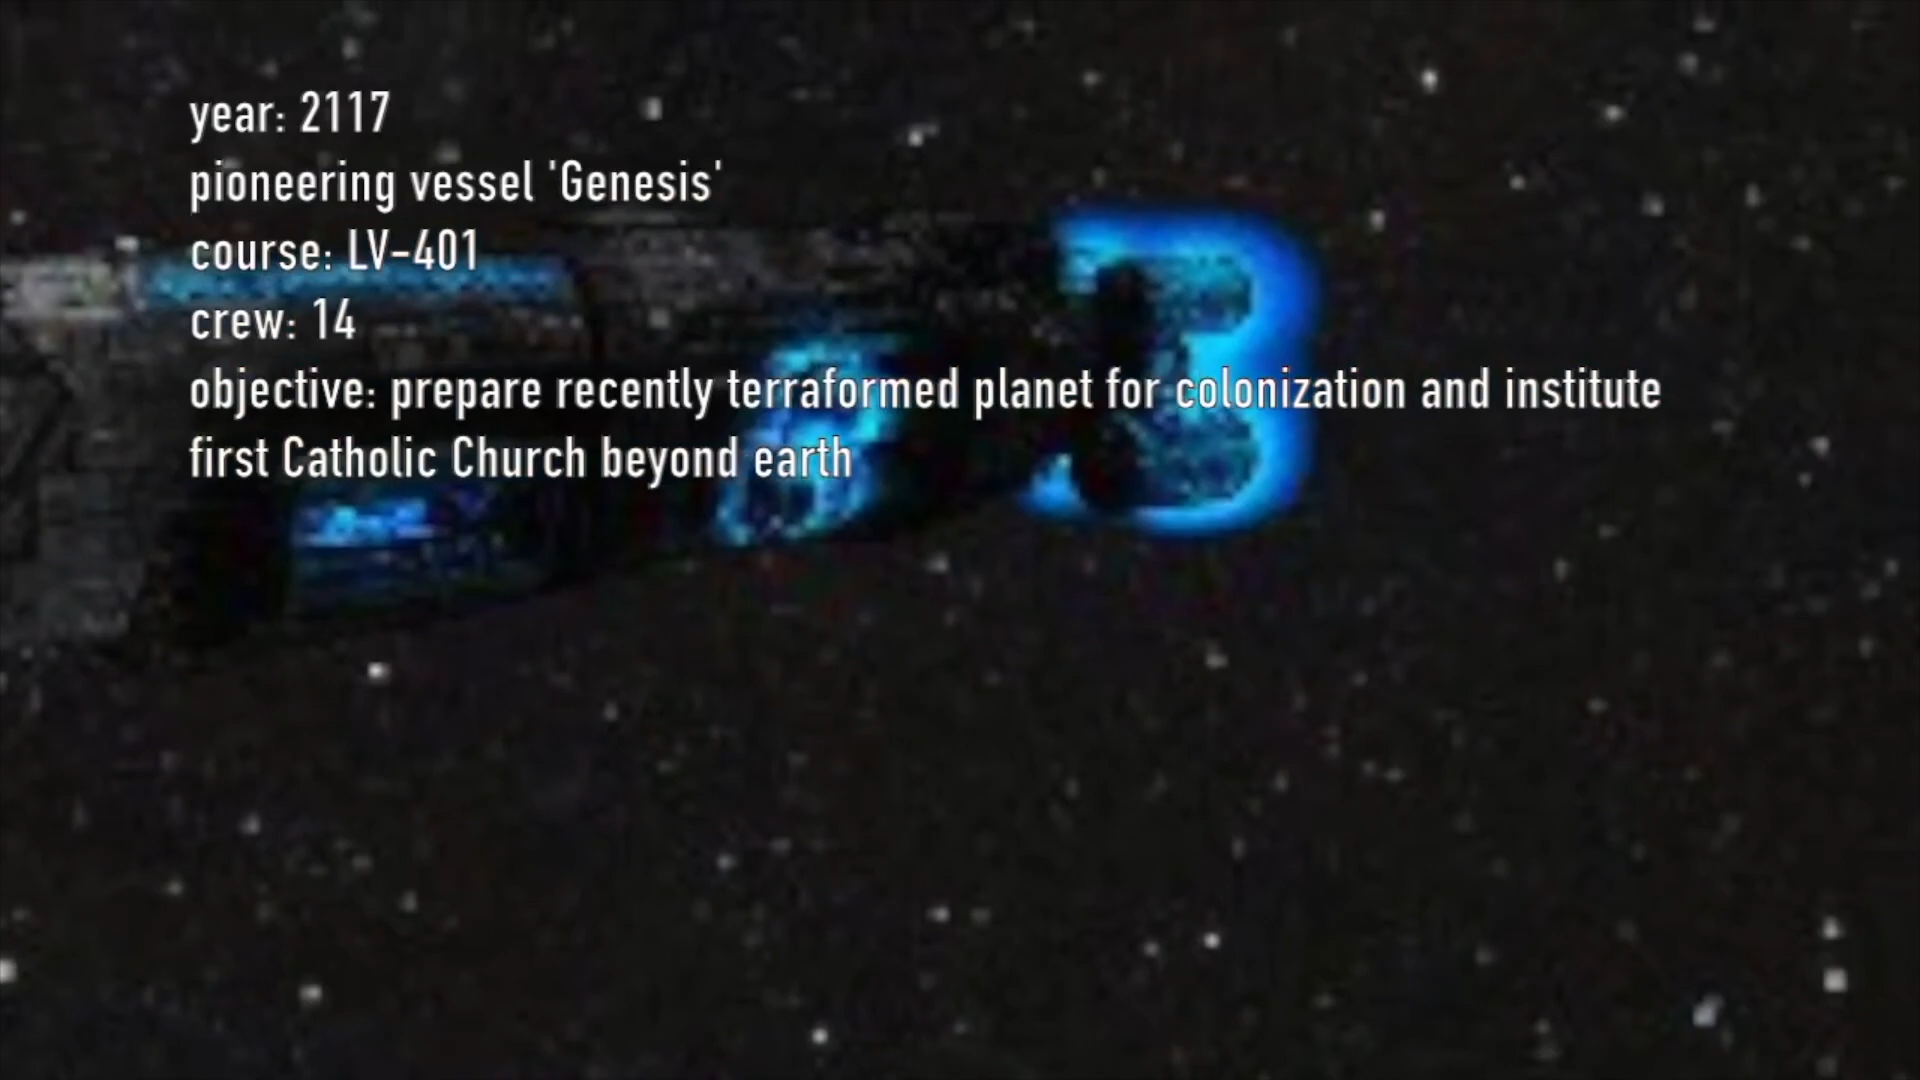 year: 2117
pioneering vessel 'Genesis'
course: LV-401
crew: 14
objective: prepare recently terraformed planet for colonization and institute
first Catholic Church beyond earth